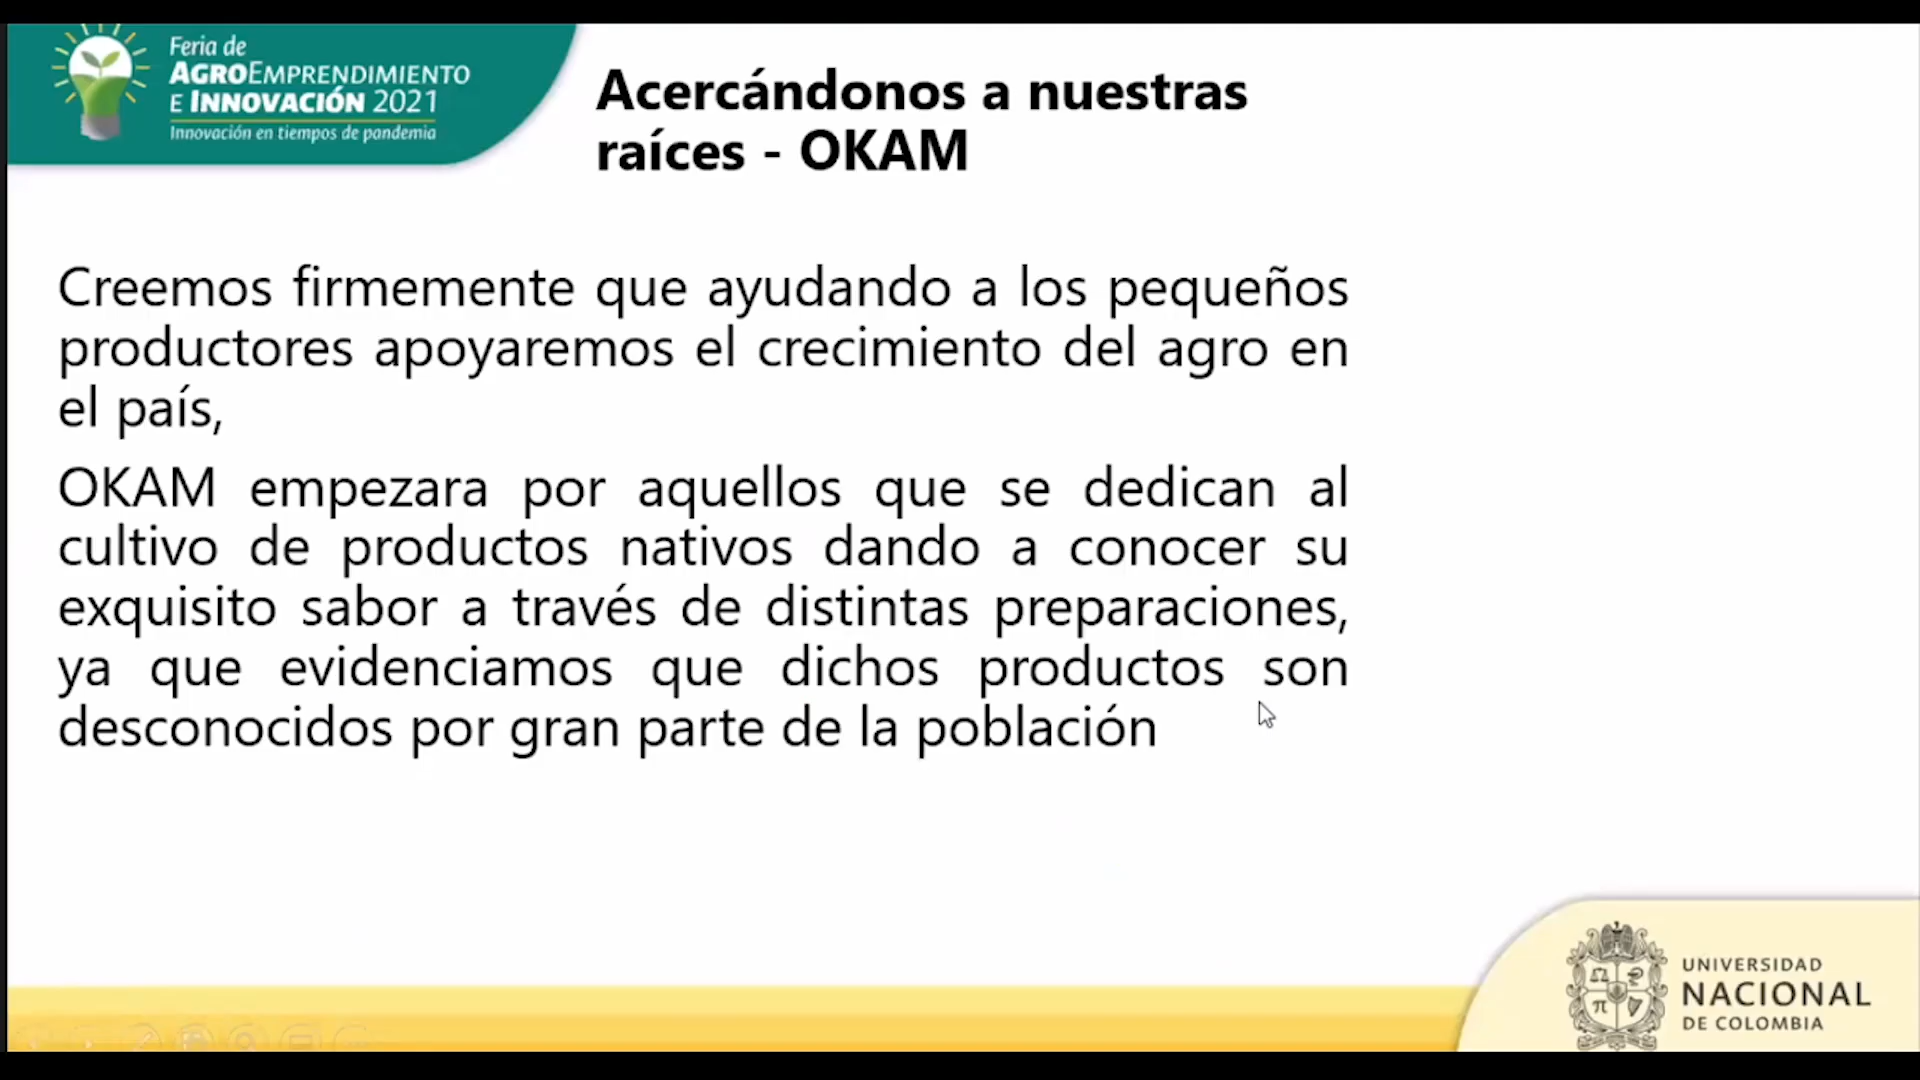 Feria de
AGROEMPRENDIMIENTO
E INNOVACIÓN 2021
Innovación en tiempos de pandemia
Acercándonos a nuestras
raíces - OKAM
Creemos firmemente que ayudando a los pequeños
productores apoyaremos el crecimiento del agro en
el país,
OKAM empezara por aquellos que se dedican al
cultivo de productos nativos dando a conocer su
exquisito sabor a través de distintas preparaciones,
ya que evidenciamos que dichos productos son
desconocidos por gran parte de la población
UNIVERSIDAD
NACIONAL
DE COLOMBIA